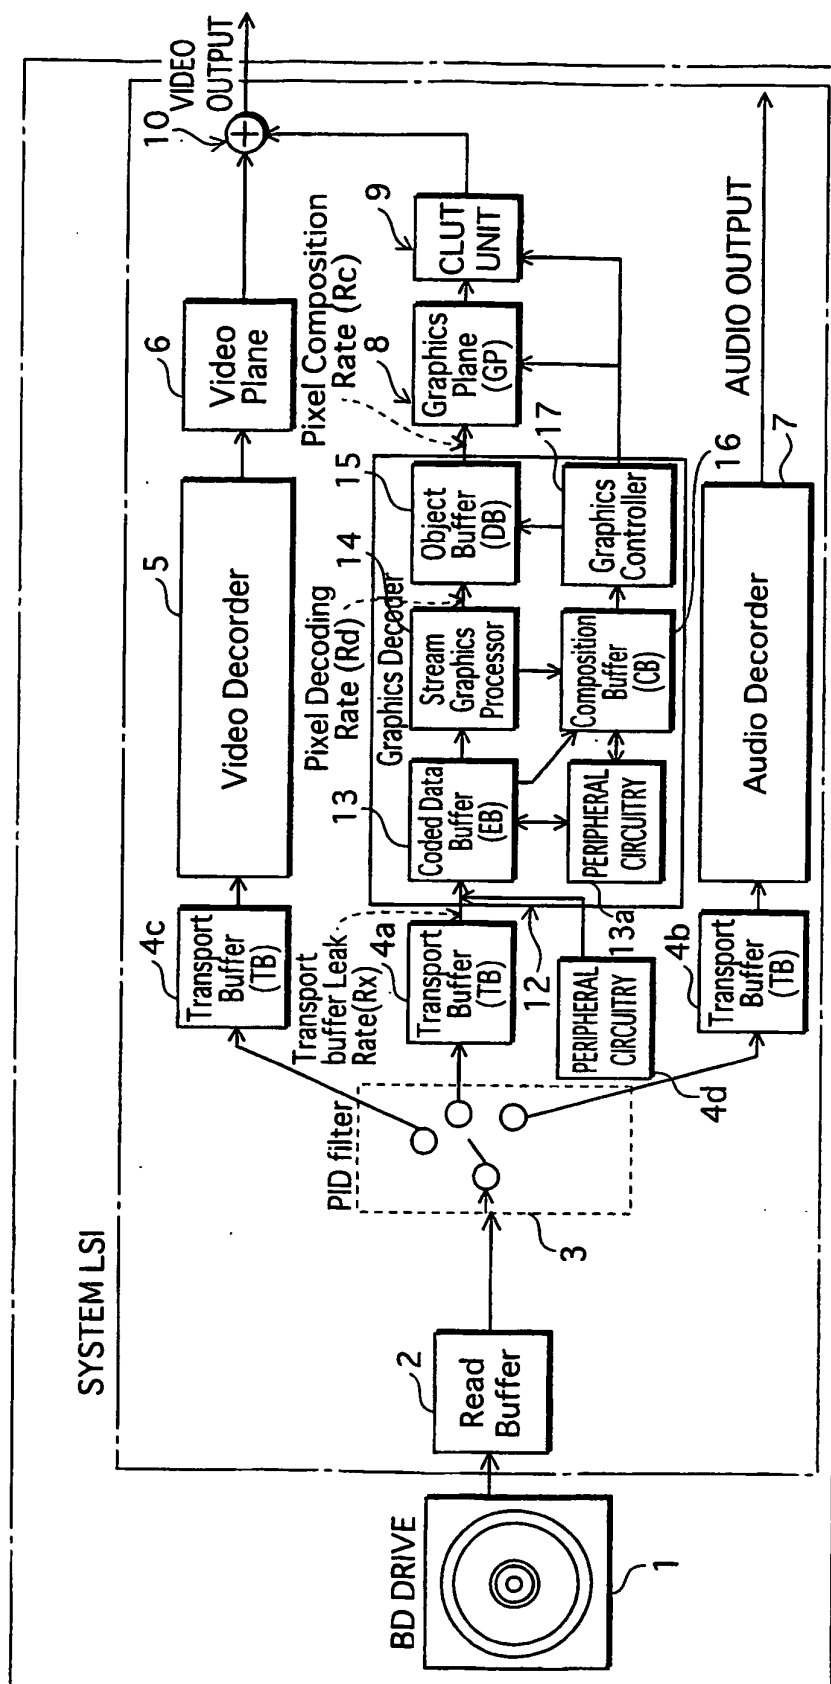 SYSTEM LSI
BD DRIVE
1
2
Read
Buffer
3
PID filter
4c
Transport
Buffer
(TB)
5
Video Decorder
6
Video
Plane
10
VIDEO
OUTPUT
Transport
buffer Leak
Rate(Rx)
4a
Transport
Buffer
(TB)
12
PERIPHERAL
CIRCUITRY
4d
13
Coded Data
Buffer
(EB)
Pixel Decoding
Rate (Rd)
Graphics Decoder
14
Stream
Graphics
Processor
15
Object
Buffer
(DB)
Pixel Composition
Rate (Rc)
8
Graphics
Plane
(GP)
9
CLUT
UNIT
13a
PERIPHERAL
CIRCUITRY
Composition
Buffer
(CB)
16
17
Graphics
Controller
4b
Transport
Buffer
(TB)
7
Audio Decorder
AUDIO OUTPUT